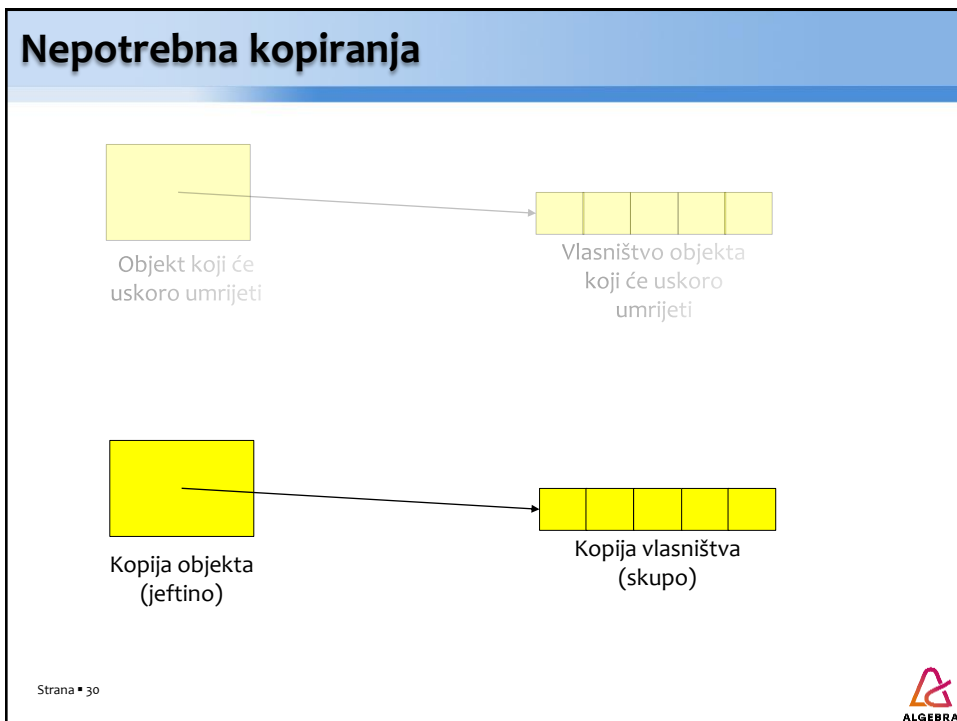 Nepotrebna kopiranja
Objekt koji će
uskoro umrijeti
Vlasništvo objekta
koji će uskoro
umrijeti
Kopija objekta
(jeftino)
Kopija vlasništva
(skupo)
Strana ▪ 30
ALGEBRA